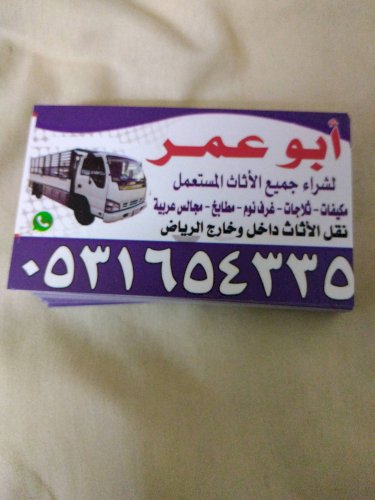 أبو عمر
لشراء جميع الأثاث المستعمل
مكيفات - ثلاجات - غرف نوم - مطابخ - مجالس عربية
نقل الأثاث داخل وخارج الرياض
٠٥٣١٦٥٤٣٣٥